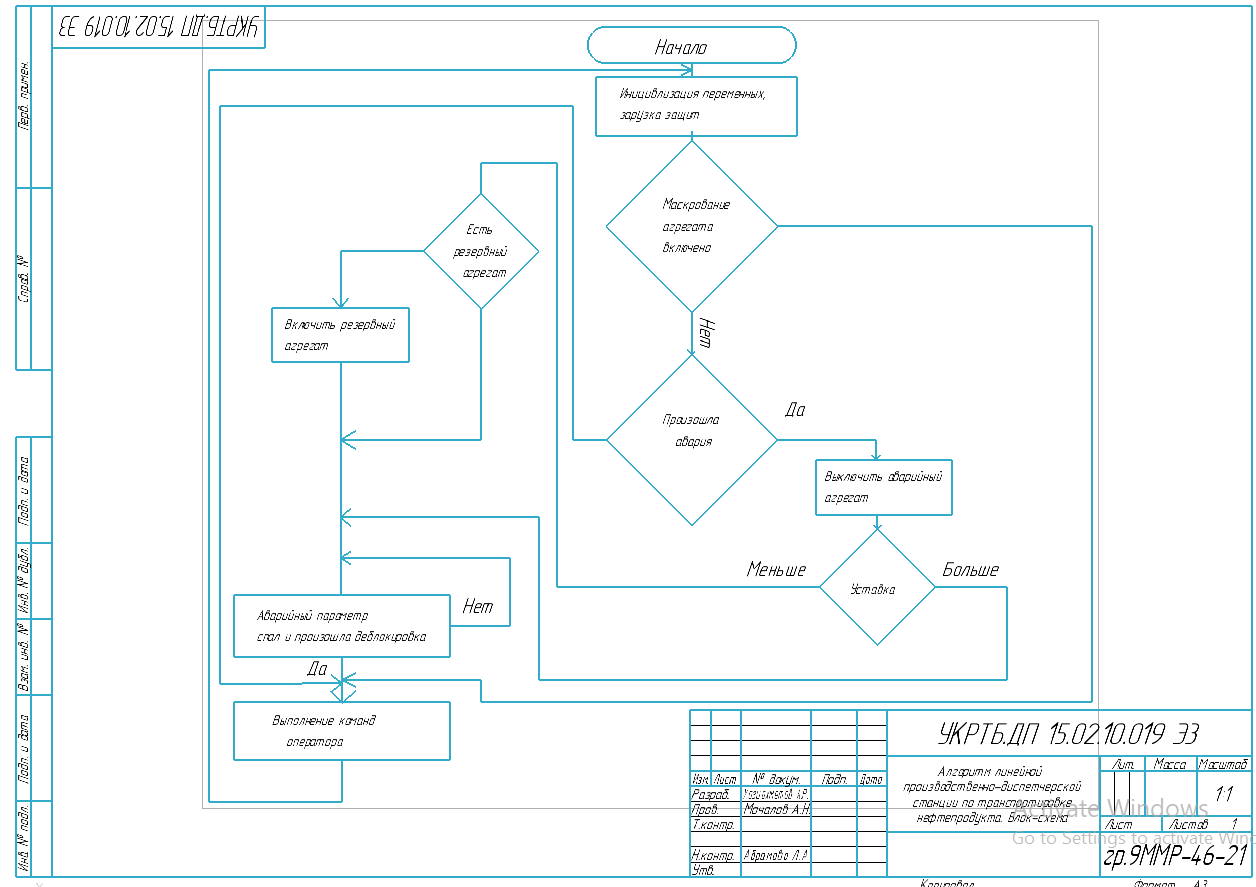 УКРТБ.ДП 15.02.10.019 ЭЗ
Перв. примен.
Справ. №
Подп. и дата
Инв. № дубл.
Взам. инв. №
Подп. и дата
Инв. № подл.
Начало
Иницивлизация переменных,
зарузка защит
Маскрование
агрегата
включено
Нет
Есть
резервный
агрегат
Включить резервный
агрегат
Произошла
авария
Да
Выключить аварийный
агрегат
Меньше
Уставка
Больше
Аварийный параметр
спал и произошла деблокировка
Нет
Да
Выполнение команд
оператора
УКРТБ.ДП 15.02.10.019 ЭЗ
Изм. Лист № докум. Подп. Дата
Разраб.
Пров. Мочалов А.Н.
Т.контр.
Н.контр. Абрамова Л.А
Утв.
Алгоритм линейной
производственно-диспетчерской
станции по транспортировке
нефтепродукта. Блок-схема
Лит. Масса Масштаб
1:1
Лист Листов 1
гр.9ММР-46-21
Копировал Формат А3
Activate Windows
Go to Settings to activate Wind